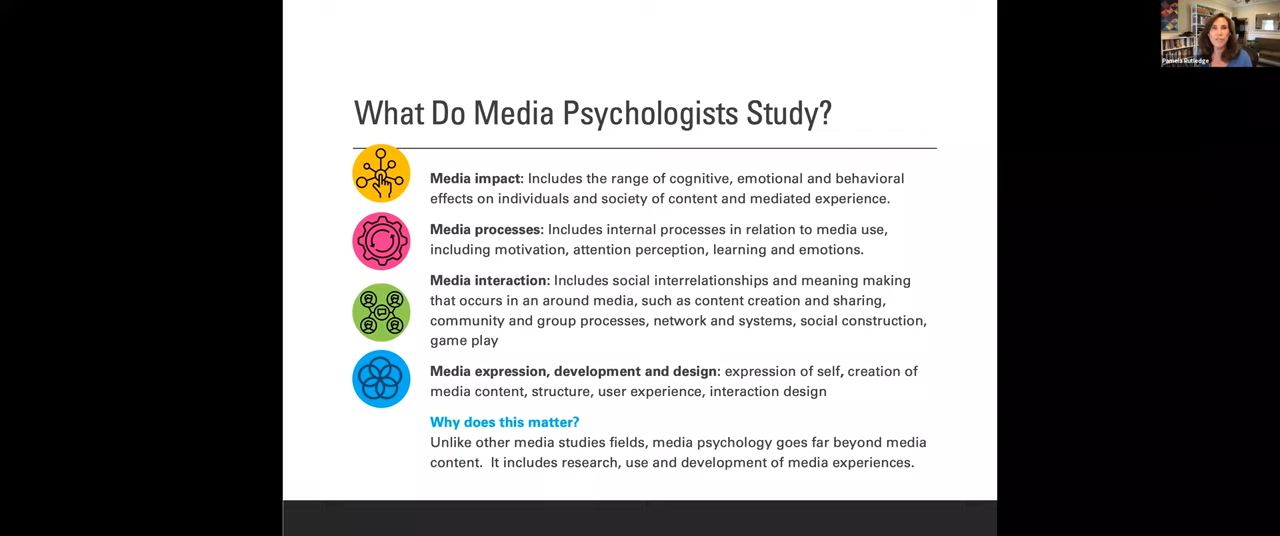 What Do Media Psychologists Study?
Pamela Rutledge
Media impact: Includes the range of cognitive, emotional and behavioral
effects on individuals and society of content and mediated experience.
Media processes: Includes internal processes in relation to media use,
including motivation, attention perception, learning and emotions.
Media interaction: Includes social interrelationships and meaning making
that occurs in an around media, such as content creation and sharing,
community and group processes, network and systems, social construction,
game play
Media expression, development and design: expression of self, creation of
media content, structure, user experience, interaction design
Why does this matter?
Unlike other media studies fields, media psychology goes far beyond media
content.  It includes research, use and development of media experiences.